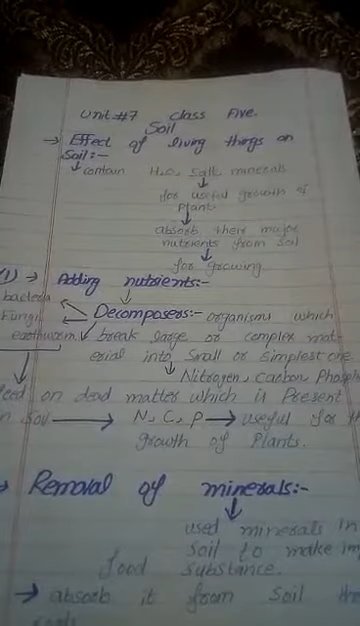 Unit #7 Class Five.
Soil
→ Effect of living things on
Soil:-
↓ contain H2O, Salt, minerals
↓
for useful growth of
Plant.
↓
absorb their major
nutrients from soil
↓
for growing.
(1) → Adding nutrients:-
bacteria
Fungi Decomposers:- organisms which
earthworm break large or complex mat-
erial into Small or simplest one
↓ Nitrogen, Carbon, Phosph
feed on dead matter which is Present
in soil → N, C, P → useful for th
growth of Plants.
→ Removal of minerals:-
↓
used minerals in
soil to make im
food substance.
→ absorb it from Soil th